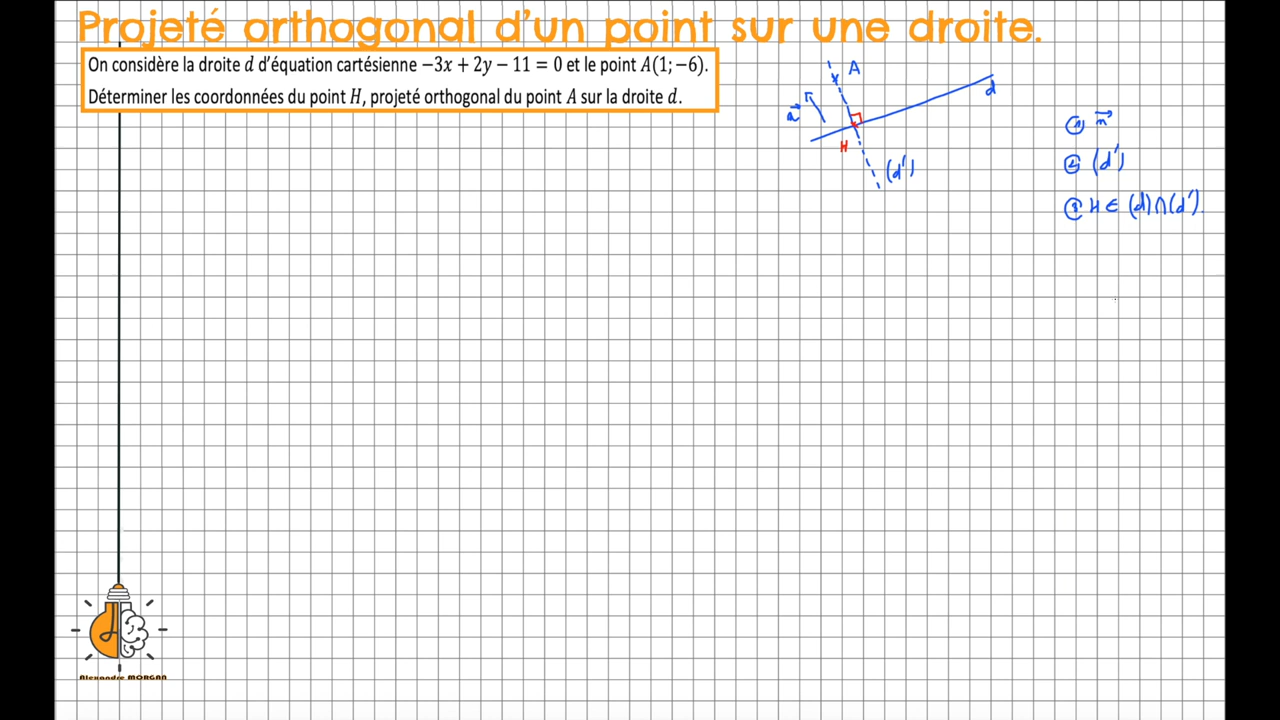 Projeté orthogonal d'un point sur une droite.
On considère la droite d d'équation cartésienne −3x + 2y − 11 = 0 et le point A(1; −6).
Déterminer les coordonnées du point H, projeté orthogonal du point A sur la droite d.
A
d
n⃗
H
(d')
① n⃗
② (d')
③ H ∈ (d)∩(d').
Alexandre MORGAN